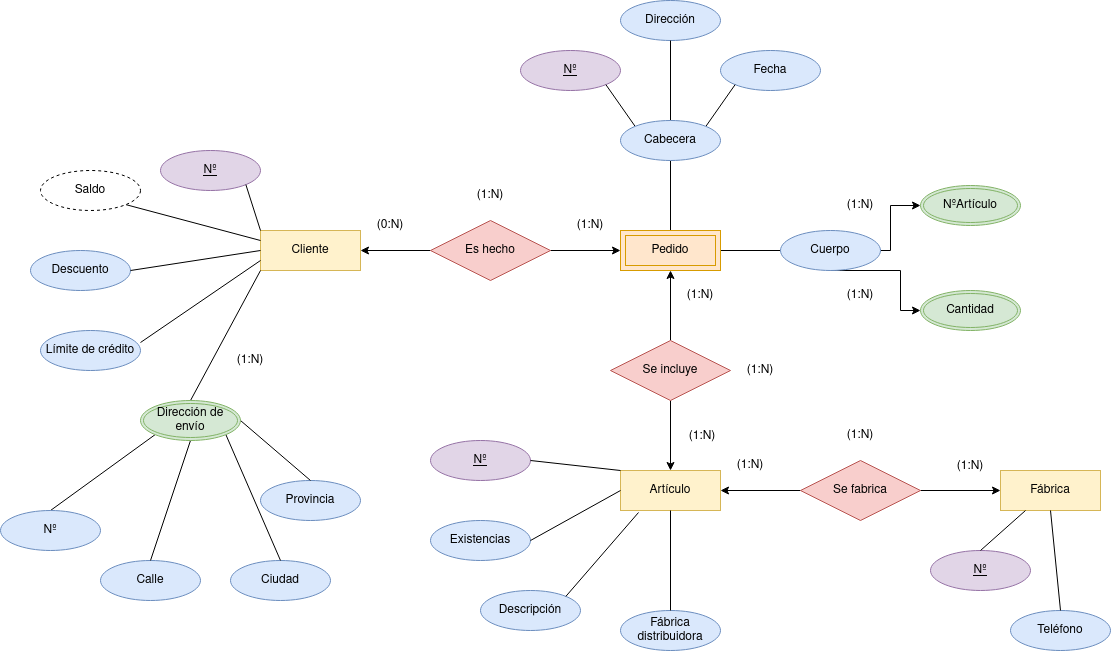 Dirección
Nº
Fecha
Cabecera
Nº
Saldo
(1:N)
NºArtículo
(1:N)
(0:N)
(1:N)
Cliente
Es hecho
Pedido
Cuerpo
Descuento
(1:N)
(1:N)
Cantidad
Límite de crédito
(1:N)
Se incluye
(1:N)
Dirección de
envío
(1:N)
(1:N)
Nº
(1:N)
(1:N)
Provincia
Artículo
Se fabrica
Fábrica
Nº
Existencias
Calle
Ciudad
Nº
Descripción
Fábrica
distribuidora
Teléfono